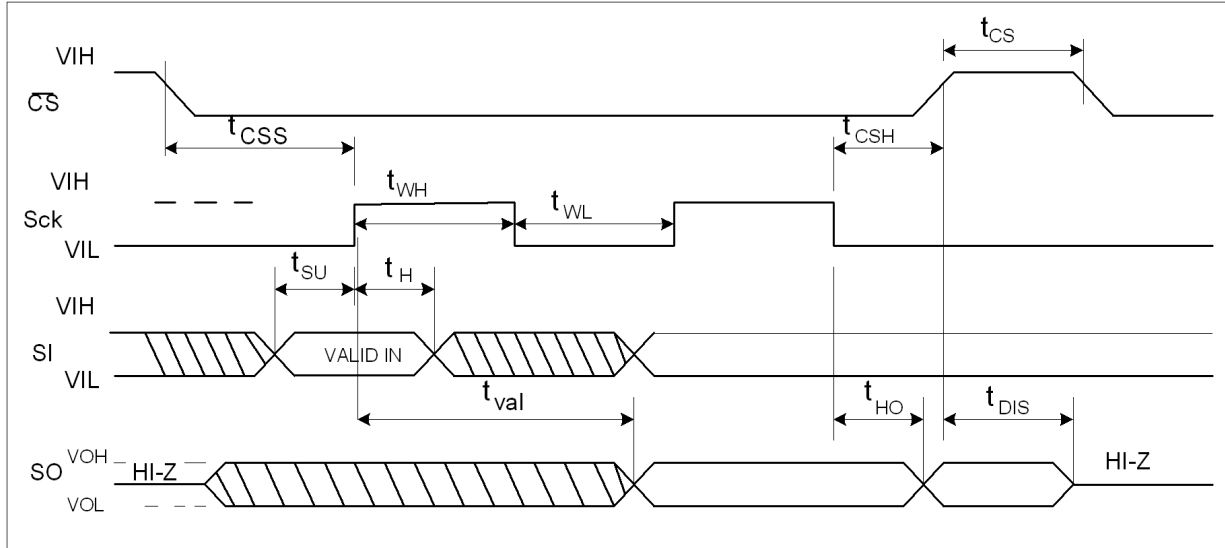 VIH
tCS
CS
tCSS
tCSH
VIH
tWH
tWL
Sck
VIL
tSU
tH
VIH
SI
VALID IN
VIL
tval
tHO
tDIS
VOH
SO
HI-Z
HI-Z
VOL